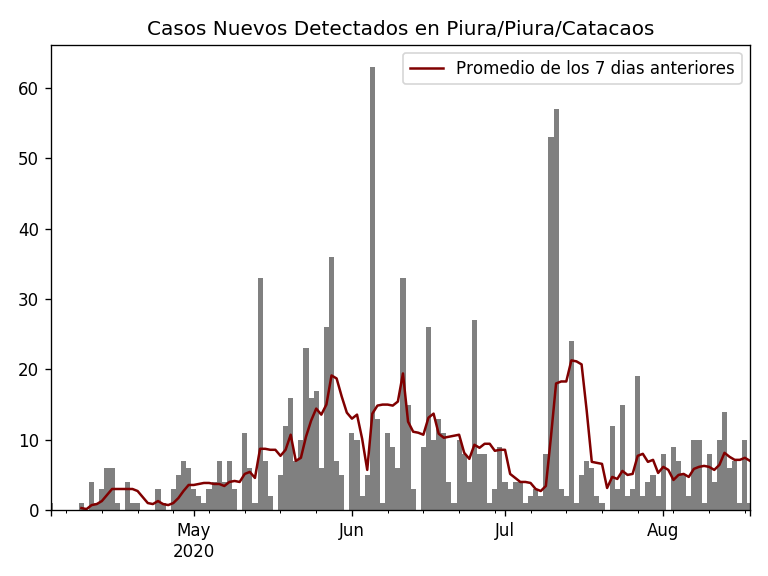 Casos Nuevos Detectados en Piura/Piura/Catacaos
Promedio de los 7 dias anteriores
60
50
40
30
20
10
0
May
2020
Jun
Jul
Aug